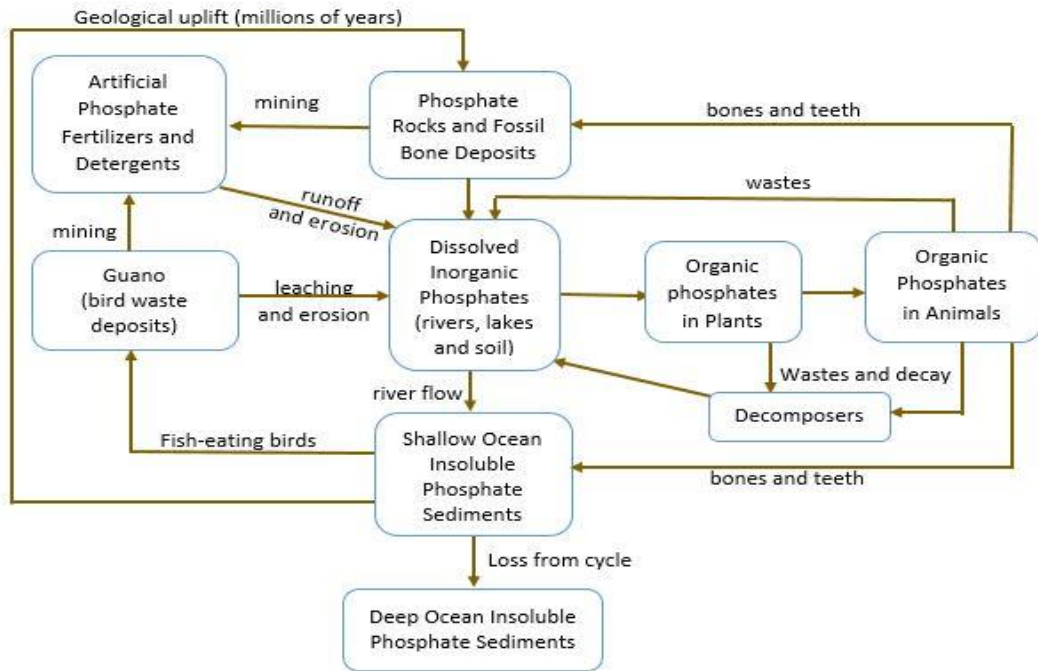 Geological uplift (millions of years)
Artificial
Phosphate
Fertilizers and
Detergents
mining
Phosphate
Rocks and Fossil
Bone Deposits
bones and teeth
wastes
runoff
and erosion
mining
Guano
(bird waste
deposits)
leaching
and erosion
Dissolved
Inorganic
Phosphates
(rivers, lakes
and soil)
Organic
phosphates
in Plants
Organic
Phosphates
in Animals
Wastes and decay
Decomposers
river flow
Fish-eating birds
Shallow Ocean
Insoluble
Phosphate
Sediments
bones and teeth
Loss from cycle
Deep Ocean Insoluble
Phosphate Sediments